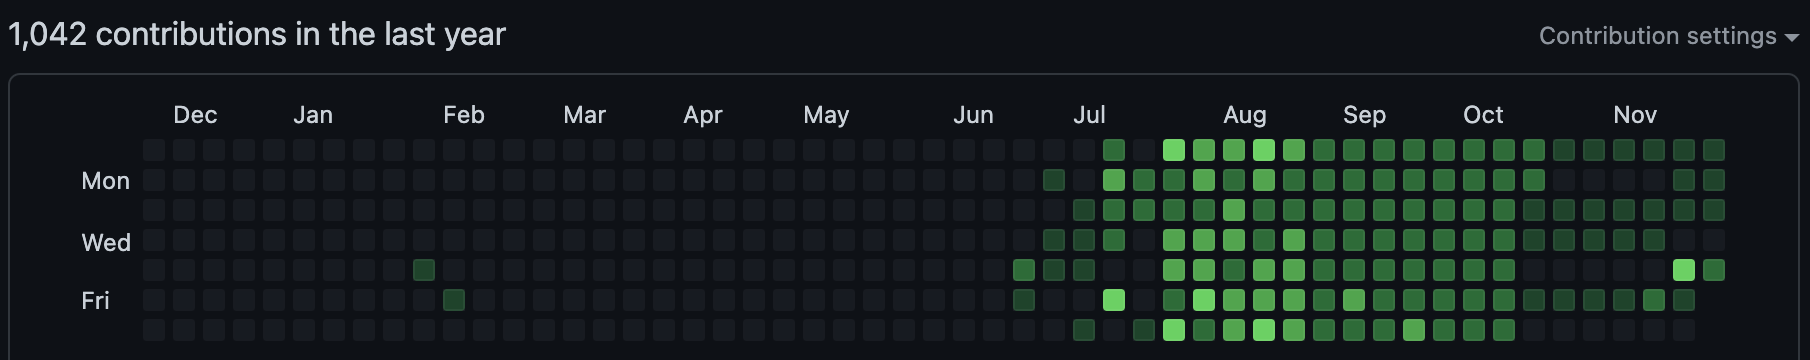 1,042 contributions in the last year
Contribution settings
Dec Jan Feb Mar Apr May Jun Jul Aug Sep Oct Nov
Mon
Wed
Fri